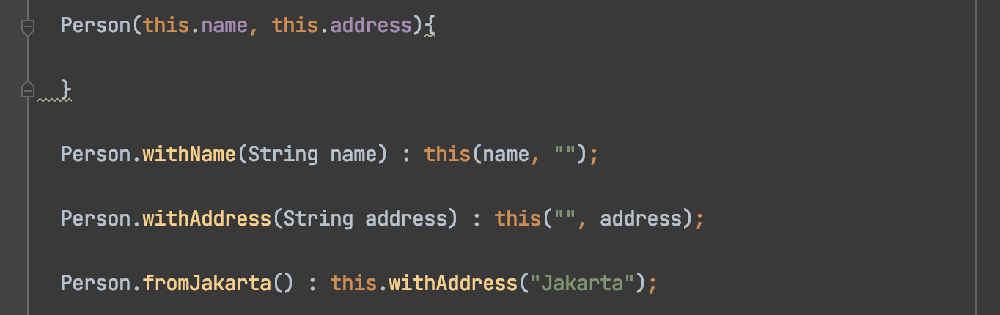 Person(this.name, this.address){
}
Person.withName(String name) : this(name, "");
Person.withAddress(String address) : this("", address);
Person.fromJakarta() : this.withAddress("Jakarta");